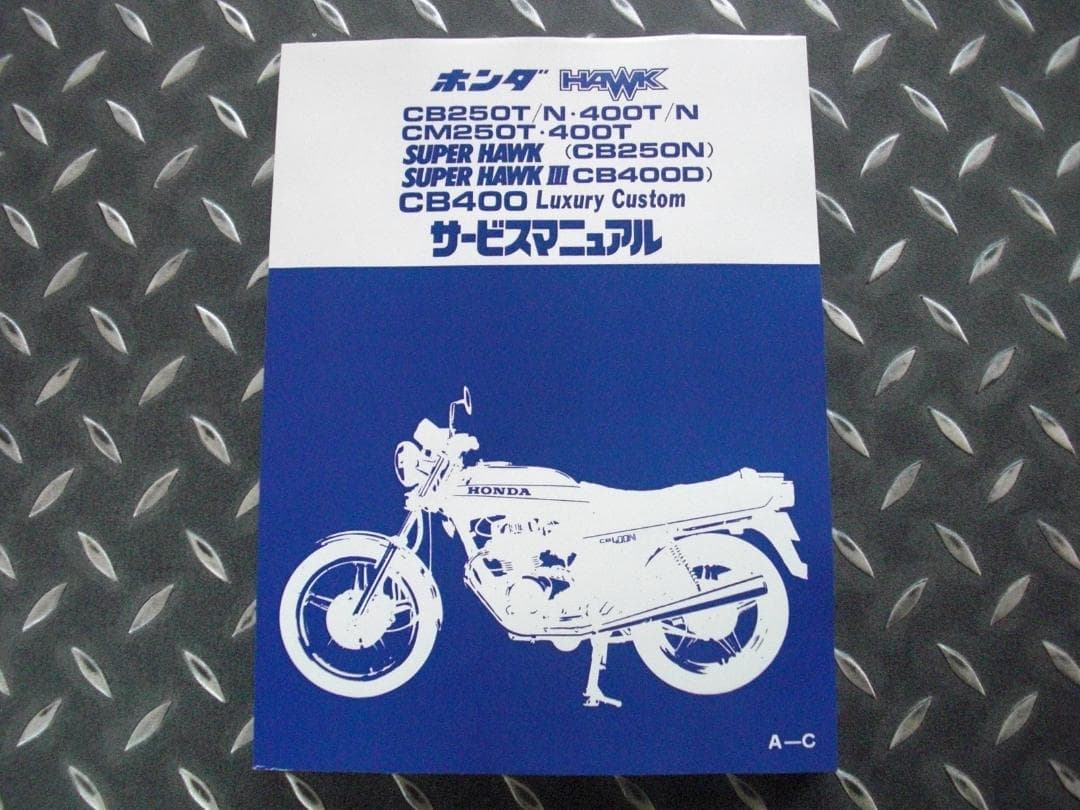 ホンダ HAWK
CB250T/N・400T/N
CM250T・400T
SUPER HAWK (CB250N)
SUPER HAWK III CB400D)
CB400 Luxury Custom
サービスマニュアル
HONDA
CB400N
A—C